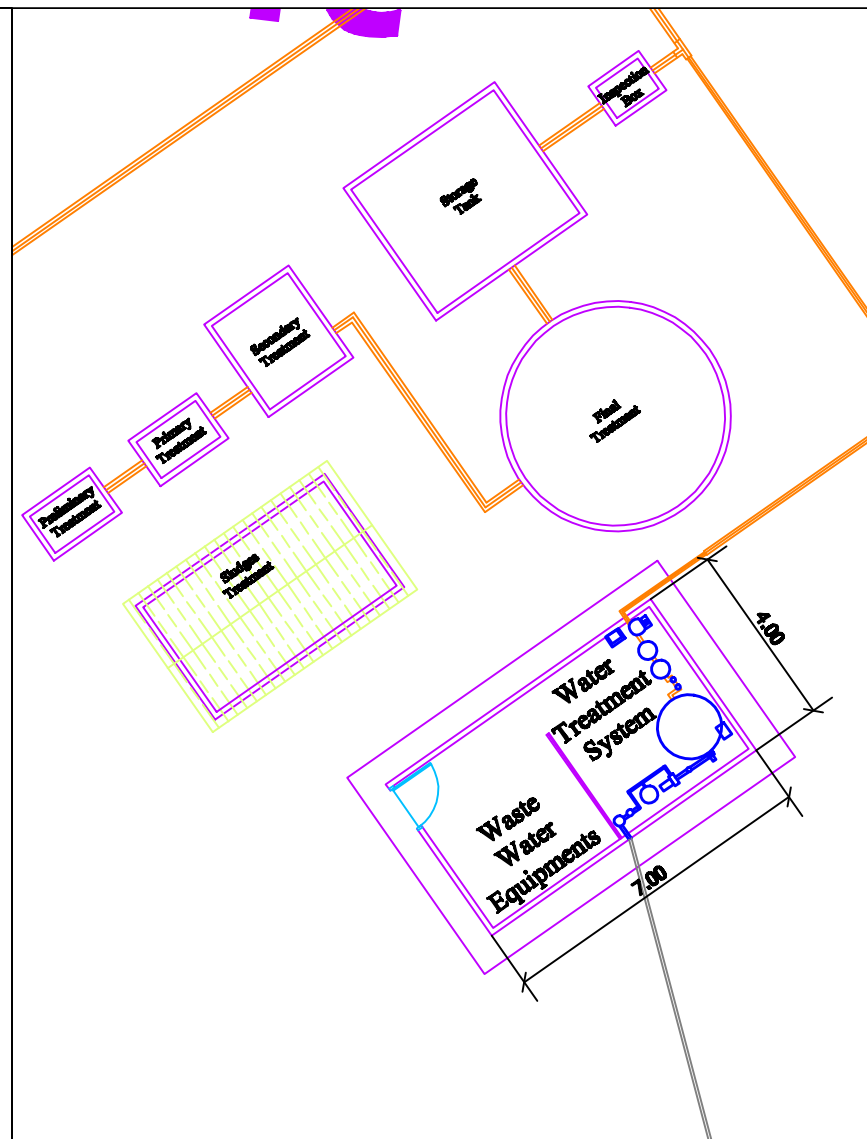 Inspection
Box
Storage
Tank
Secondary
Treatment
Final
Treatment
Primary
Treatment
Preliminary
Treatment
Sludges
Treatment
4.00
Water
Treatment
System
Waste
Water
Equipments
7.00